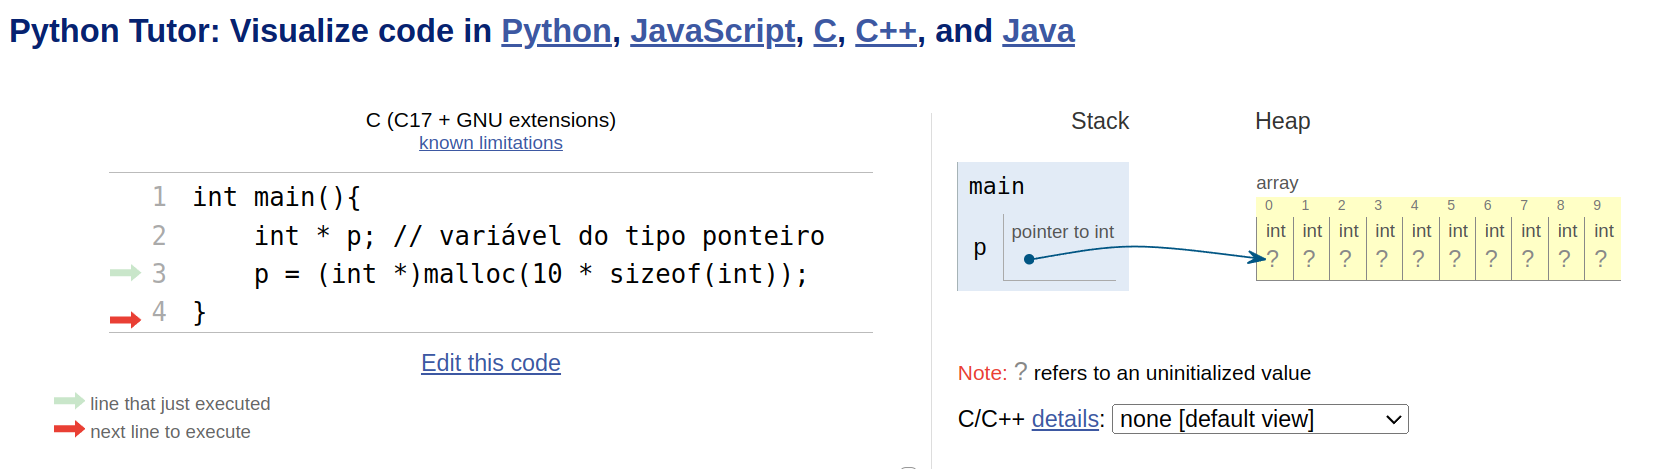 Python Tutor: Visualize code in Python, JavaScript, C, C++, and Java
C (C17 + GNU extensions)
known limitations
1 int main(){
2 int * p; // variável do tipo ponteiro
3 p = (int *)malloc(10 * sizeof(int));
4 }
Edit this code
line that just executed
next line to execute
Stack Heap
main
p
pointer to int
array
0 1 2 3 4 5 6 7 8 9
int int int int int int int int int int
? ? ? ? ? ? ? ? ? ?
Note: ? refers to an uninitialized value
C/C++ details: none [default view]